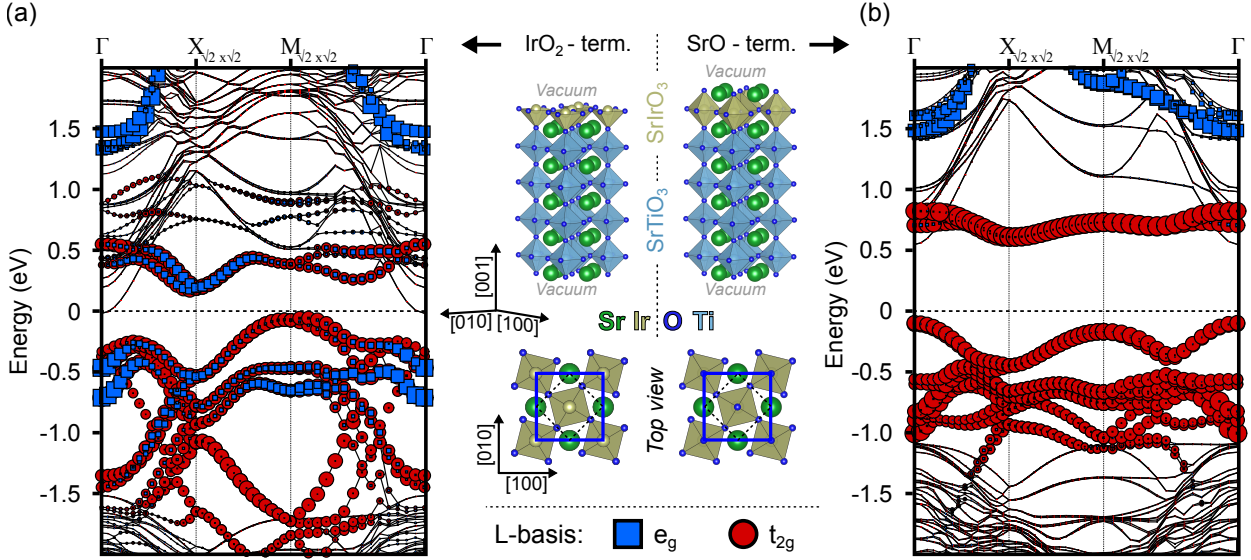 (a)
Γ X√2 x√2 M√2 x√2 Γ
Energy (eV)
1.5
1.0
0.5
0
-0.5
-1.0
-1.5
IrO2 - term.
SrO - term.
Vacuum
Vacuum
SrIrO3
SrTiO3
Vacuum
Vacuum
[001]
[010] [100]
Sr Ir O Ti
Top view
[010]
[100]
L-basis: eg t2g
(b)
Γ X√2 x√2 M√2 x√2 Γ
Energy (eV)
1.5
1.0
0.5
0
-0.5
-1.0
-1.5